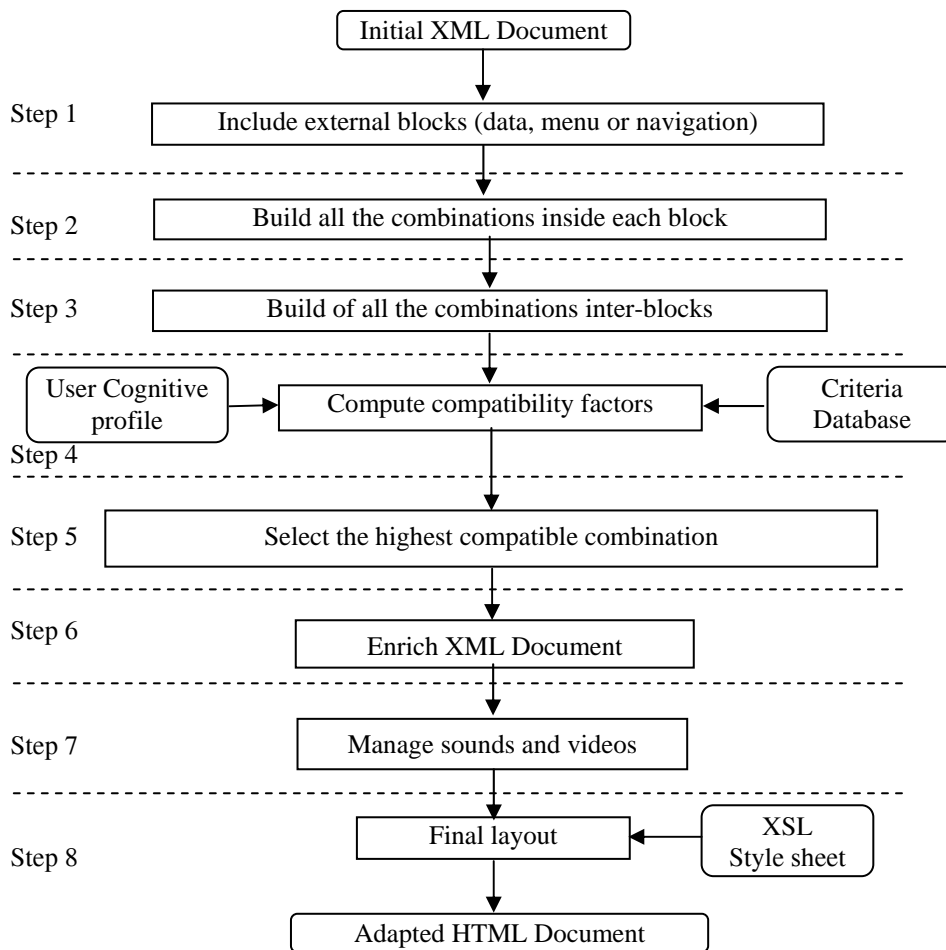 Initial XML Document
Step 1
Include external blocks (data, menu or navigation)
Step 2
Build all the combinations inside each block
Step 3
Build of all the combinations inter-blocks
User Cognitive
profile
Compute compatibility factors
Criteria
Database
Step 4
Step 5
Select the highest compatible combination
Step 6
Enrich XML Document
Step 7
Manage sounds and videos
Step 8
Final layout
XSL
Style sheet
Adapted HTML Document